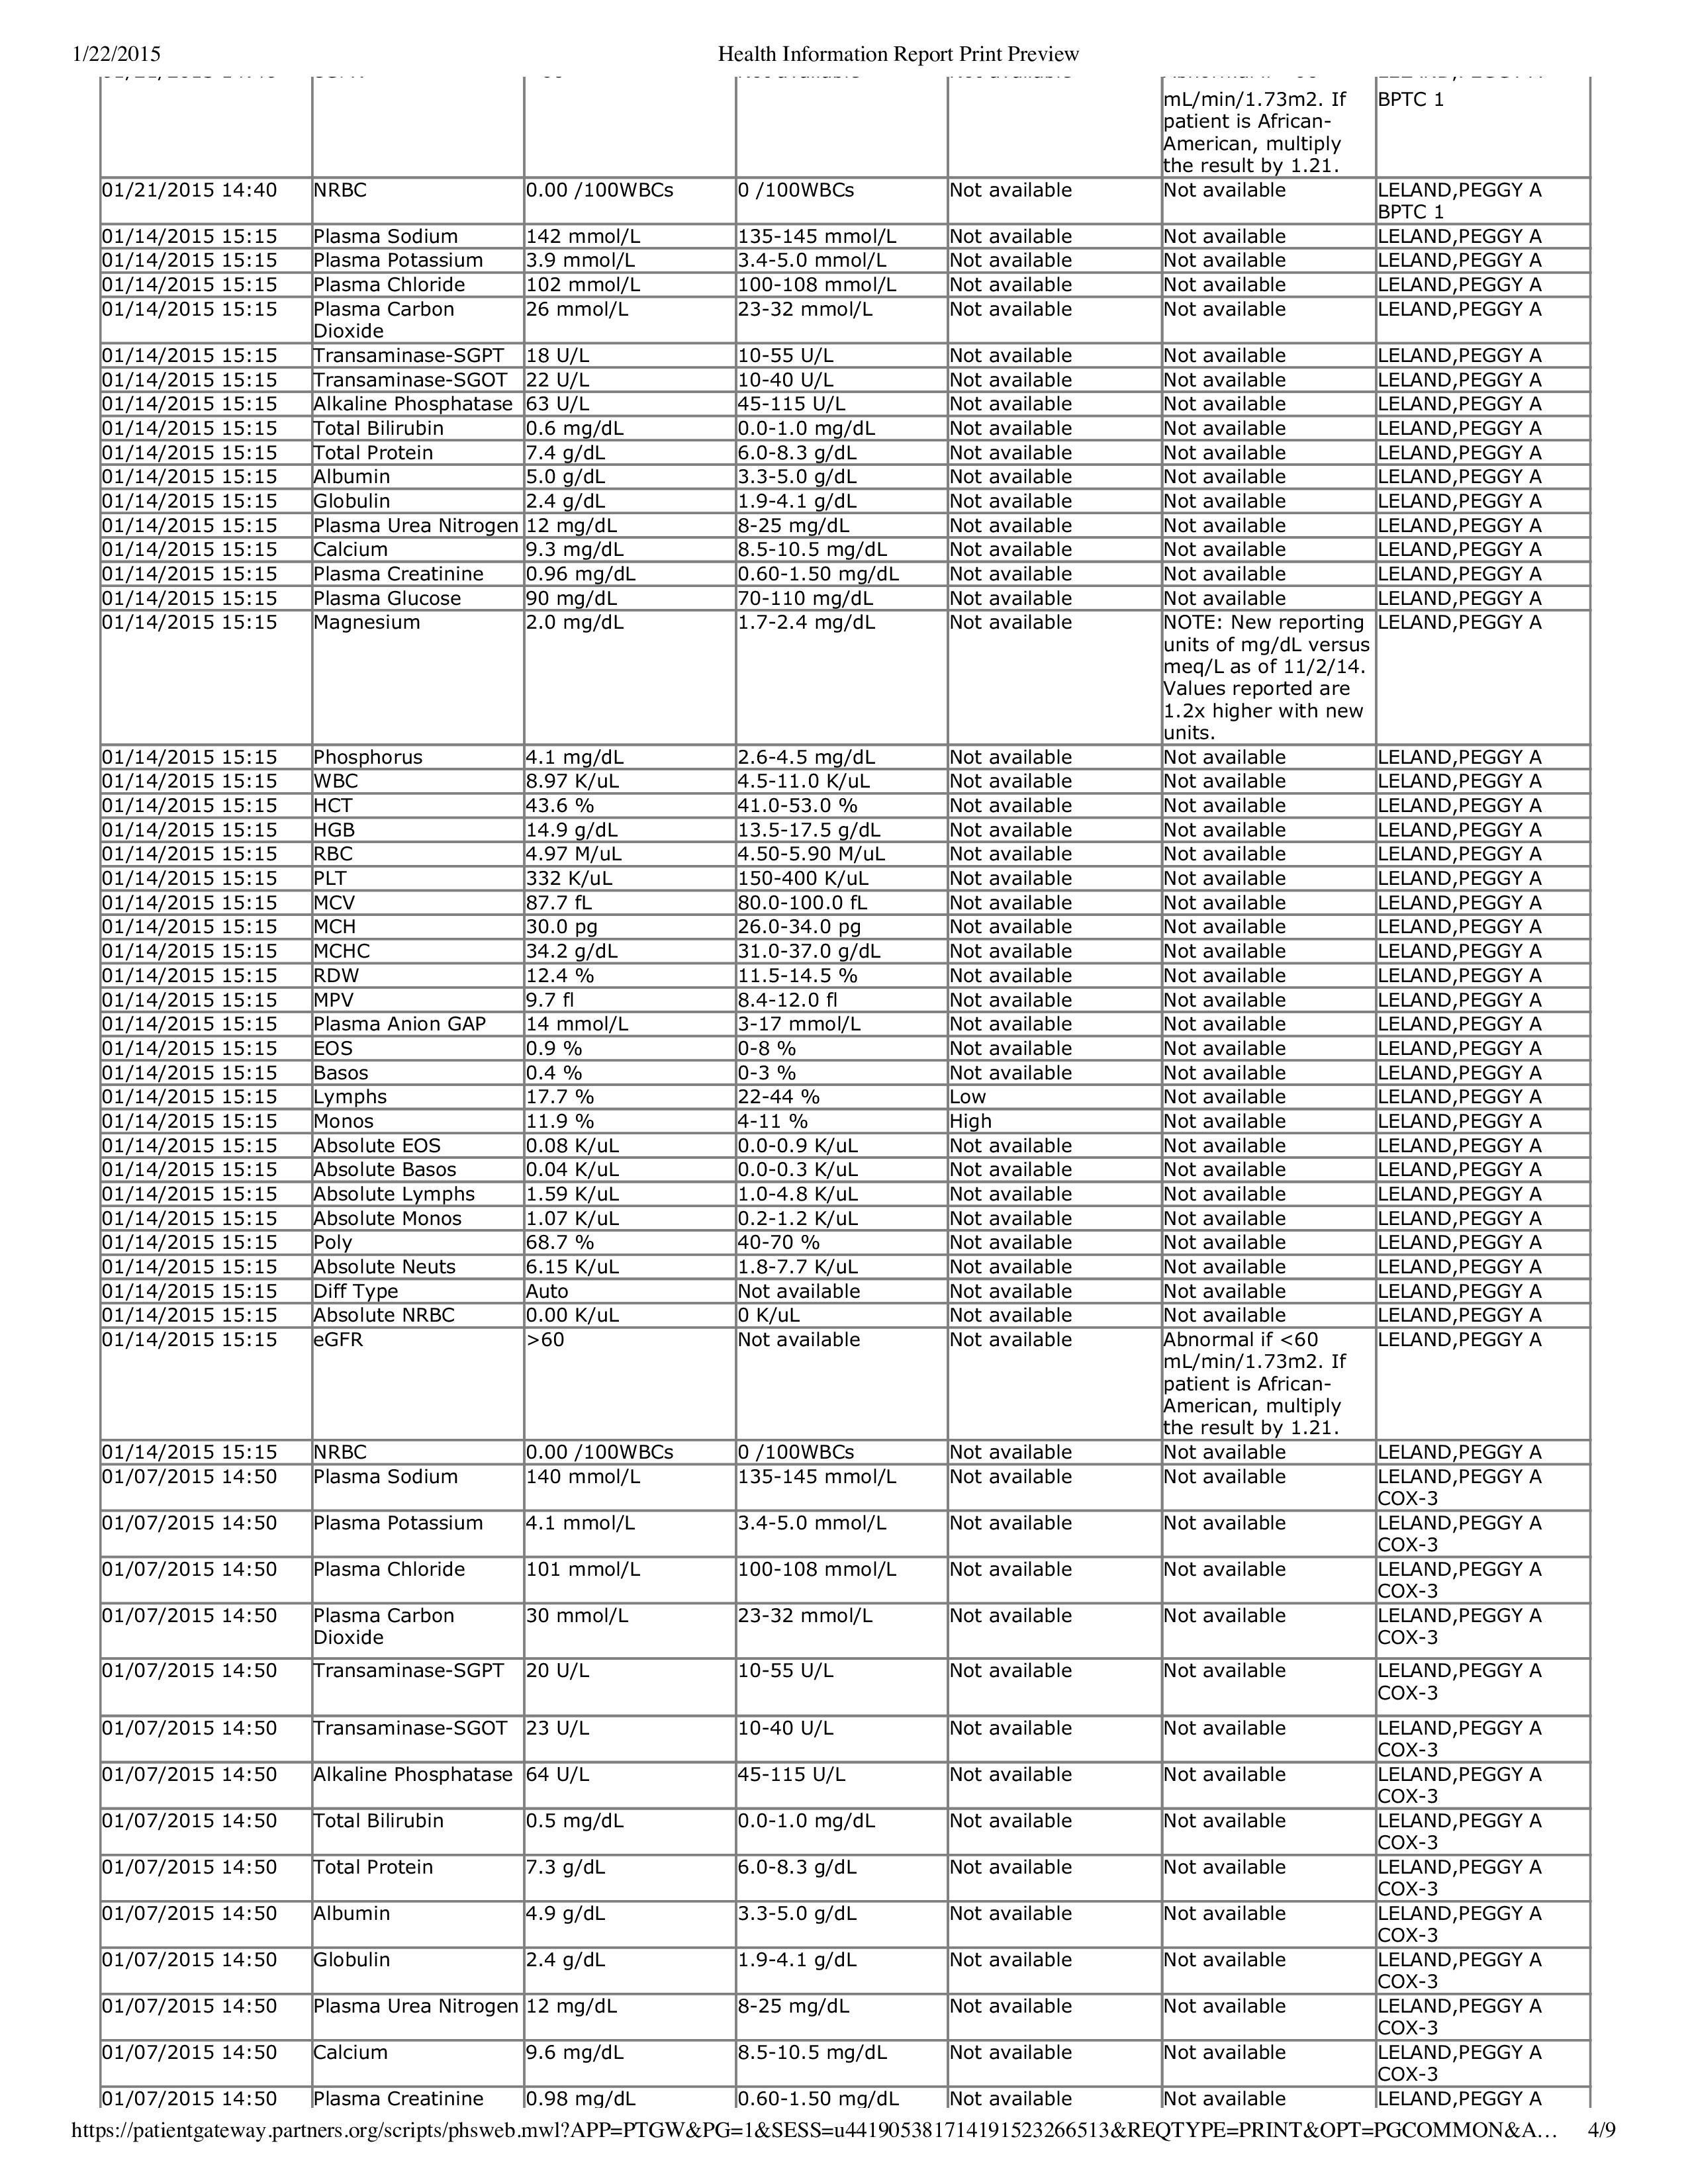 1/22/2015 Health Information Report Print Preview
mL/min/1.73m2. If BPTC 1
patient is African-
American, multiply
the result by 1.21.
01/21/2015 14:40 NRBC 0.00 /100WBCs 0 /100WBCs Not available Not available LELAND,PEGGY A
BPTC 1
01/14/2015 15:15 Plasma Sodium 142 mmol/L 135-145 mmol/L Not available Not available LELAND,PEGGY A
01/14/2015 15:15 Plasma Potassium 3.9 mmol/L 3.4-5.0 mmol/L Not available Not available LELAND,PEGGY A
01/14/2015 15:15 Plasma Chloride 102 mmol/L 100-108 mmol/L Not available Not available LELAND,PEGGY A
01/14/2015 15:15 Plasma Carbon 26 mmol/L 23-32 mmol/L Not available Not available LELAND,PEGGY A
Dioxide
01/14/2015 15:15 Transaminase-SGPT 18 U/L 10-55 U/L Not available Not available LELAND,PEGGY A
01/14/2015 15:15 Transaminase-SGOT 22 U/L 10-40 U/L Not available Not available LELAND,PEGGY A
01/14/2015 15:15 Alkaline Phosphatase 63 U/L 45-115 U/L Not available Not available LELAND,PEGGY A
01/14/2015 15:15 Total Bilirubin 0.6 mg/dL 0.0-1.0 mg/dL Not available Not available LELAND,PEGGY A
01/14/2015 15:15 Total Protein 7.4 g/dL 6.0-8.3 g/dL Not available Not available LELAND,PEGGY A
01/14/2015 15:15 Albumin 5.0 g/dL 3.3-5.0 g/dL Not available Not available LELAND,PEGGY A
01/14/2015 15:15 Globulin 2.4 g/dL 1.9-4.1 g/dL Not available Not available LELAND,PEGGY A
01/14/2015 15:15 Plasma Urea Nitrogen 12 mg/dL 8-25 mg/dL Not available Not available LELAND,PEGGY A
01/14/2015 15:15 Calcium 9.3 mg/dL 8.5-10.5 mg/dL Not available Not available LELAND,PEGGY A
01/14/2015 15:15 Plasma Creatinine 0.96 mg/dL 0.60-1.50 mg/dL Not available Not available LELAND,PEGGY A
01/14/2015 15:15 Plasma Glucose 90 mg/dL 70-110 mg/dL Not available Not available LELAND,PEGGY A
01/14/2015 15:15 Magnesium 2.0 mg/dL 1.7-2.4 mg/dL Not available NOTE: New reporting LELAND,PEGGY A
units of mg/dL versus
meq/L as of 11/2/14.
Values reported are
1.2x higher with new
units.
01/14/2015 15:15 Phosphorus 4.1 mg/dL 2.6-4.5 mg/dL Not available Not available LELAND,PEGGY A
01/14/2015 15:15 WBC 8.97 K/uL 4.5-11.0 K/uL Not available Not available LELAND,PEGGY A
01/14/2015 15:15 HCT 43.6 % 41.0-53.0 % Not available Not available LELAND,PEGGY A
01/14/2015 15:15 HGB 14.9 g/dL 13.5-17.5 g/dL Not available Not available LELAND,PEGGY A
01/14/2015 15:15 RBC 4.97 M/uL 4.50-5.90 M/uL Not available Not available LELAND,PEGGY A
01/14/2015 15:15 PLT 332 K/uL 150-400 K/uL Not available Not available LELAND,PEGGY A
01/14/2015 15:15 MCV 87.7 fL 80.0-100.0 fL Not available Not available LELAND,PEGGY A
01/14/2015 15:15 MCH 30.0 pg 26.0-34.0 pg Not available Not available LELAND,PEGGY A
01/14/2015 15:15 MCHC 34.2 g/dL 31.0-37.0 g/dL Not available Not available LELAND,PEGGY A
01/14/2015 15:15 RDW 12.4 % 11.5-14.5 % Not available Not available LELAND,PEGGY A
01/14/2015 15:15 MPV 9.7 fl 8.4-12.0 fl Not available Not available LELAND,PEGGY A
01/14/2015 15:15 Plasma Anion GAP 14 mmol/L 3-17 mmol/L Not available Not available LELAND,PEGGY A
01/14/2015 15:15 EOS 0.9 % 0-8 % Not available Not available LELAND,PEGGY A
01/14/2015 15:15 Basos 0.4 % 0-3 % Not available Not available LELAND,PEGGY A
01/14/2015 15:15 Lymphs 17.7 % 22-44 % Low Not available LELAND,PEGGY A
01/14/2015 15:15 Monos 11.9 % 4-11 % High Not available LELAND,PEGGY A
01/14/2015 15:15 Absolute EOS 0.08 K/uL 0.0-0.9 K/uL Not available Not available LELAND,PEGGY A
01/14/2015 15:15 Absolute Basos 0.04 K/uL 0.0-0.3 K/uL Not available Not available LELAND,PEGGY A
01/14/2015 15:15 Absolute Lymphs 1.59 K/uL 1.0-4.8 K/uL Not available Not available LELAND,PEGGY A
01/14/2015 15:15 Absolute Monos 1.07 K/uL 0.2-1.2 K/uL Not available Not available LELAND,PEGGY A
01/14/2015 15:15 Poly 68.7 % 40-70 % Not available Not available LELAND,PEGGY A
01/14/2015 15:15 Absolute Neuts 6.15 K/uL 1.8-7.7 K/uL Not available Not available LELAND,PEGGY A
01/14/2015 15:15 Diff Type Auto Not available Not available Not available LELAND,PEGGY A
01/14/2015 15:15 Absolute NRBC 0.00 K/uL 0 K/uL Not available Not available LELAND,PEGGY A
01/14/2015 15:15 eGFR >60 Not available Not available Abnormal if <60 LELAND,PEGGY A
mL/min/1.73m2. If
patient is African-
American, multiply
the result by 1.21.
01/14/2015 15:15 NRBC 0.00 /100WBCs 0 /100WBCs Not available Not available LELAND,PEGGY A
01/07/2015 14:50 Plasma Sodium 140 mmol/L 135-145 mmol/L Not available Not available LELAND,PEGGY A
COX-3
01/07/2015 14:50 Plasma Potassium 4.1 mmol/L 3.4-5.0 mmol/L Not available Not available LELAND,PEGGY A
COX-3
01/07/2015 14:50 Plasma Chloride 101 mmol/L 100-108 mmol/L Not available Not available LELAND,PEGGY A
COX-3
01/07/2015 14:50 Plasma Carbon 30 mmol/L 23-32 mmol/L Not available Not available LELAND,PEGGY A
Dioxide COX-3
01/07/2015 14:50 Transaminase-SGPT 20 U/L 10-55 U/L Not available Not available LELAND,PEGGY A
COX-3
01/07/2015 14:50 Transaminase-SGOT 23 U/L 10-40 U/L Not available Not available LELAND,PEGGY A
COX-3
01/07/2015 14:50 Alkaline Phosphatase 64 U/L 45-115 U/L Not available Not available LELAND,PEGGY A
COX-3
01/07/2015 14:50 Total Bilirubin 0.5 mg/dL 0.0-1.0 mg/dL Not available Not available LELAND,PEGGY A
COX-3
01/07/2015 14:50 Total Protein 7.3 g/dL 6.0-8.3 g/dL Not available Not available LELAND,PEGGY A
COX-3
01/07/2015 14:50 Albumin 4.9 g/dL 3.3-5.0 g/dL Not available Not available LELAND,PEGGY A
COX-3
01/07/2015 14:50 Globulin 2.4 g/dL 1.9-4.1 g/dL Not available Not available LELAND,PEGGY A
COX-3
01/07/2015 14:50 Plasma Urea Nitrogen 12 mg/dL 8-25 mg/dL Not available Not available LELAND,PEGGY A
COX-3
01/07/2015 14:50 Calcium 9.6 mg/dL 8.5-10.5 mg/dL Not available Not available LELAND,PEGGY A
COX-3
01/07/2015 14:50 Plasma Creatinine 0.98 mg/dL 0.60-1.50 mg/dL Not available Not available LELAND,PEGGY A
https://patientgateway.partners.org/scripts/phsweb.mwl?APP=PTGW&PG=1&SESS=u44190538171419152326​6513&REQTYPE=PRINT&OPT=PGCOMMON&A… 4/9